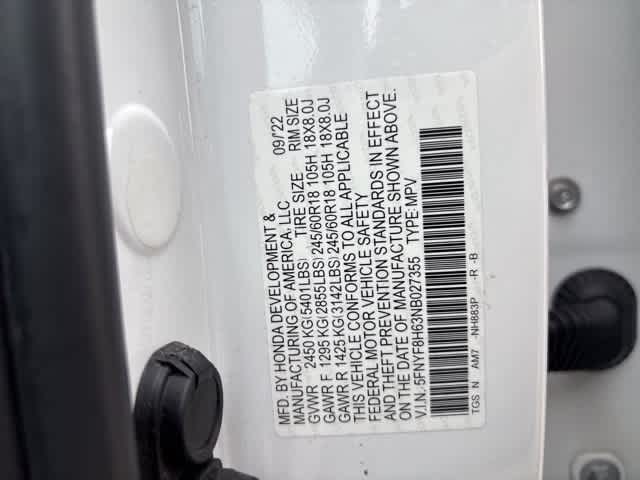 MFD. BY HONDA DEVELOPMENT & 09/'22
MANUFACTURING OF AMERICA, LLC
TIRE SIZE RIM SIZE
GVWR 2450 KG(5401LBS)
GAWR F 1295 KG(2855LBS) 245/60R18 105H 18X8.0J
GAWR R 1425 KG(3142LBS) 245/60R18 105H 18X8.0J
THIS VEHICLE CONFORMS TO ALL APPLICABLE
FEDERAL MOTOR VEHICLE SAFETY
AND THEFT PREVENTION STANDARDS IN EFFECT
ON THE DATE OF MANUFACTURE SHOWN ABOVE.
V.I.N.:5FNYF8H63NB027355 TYPE:MPV
TGS N AM7 -NH883P -R -B